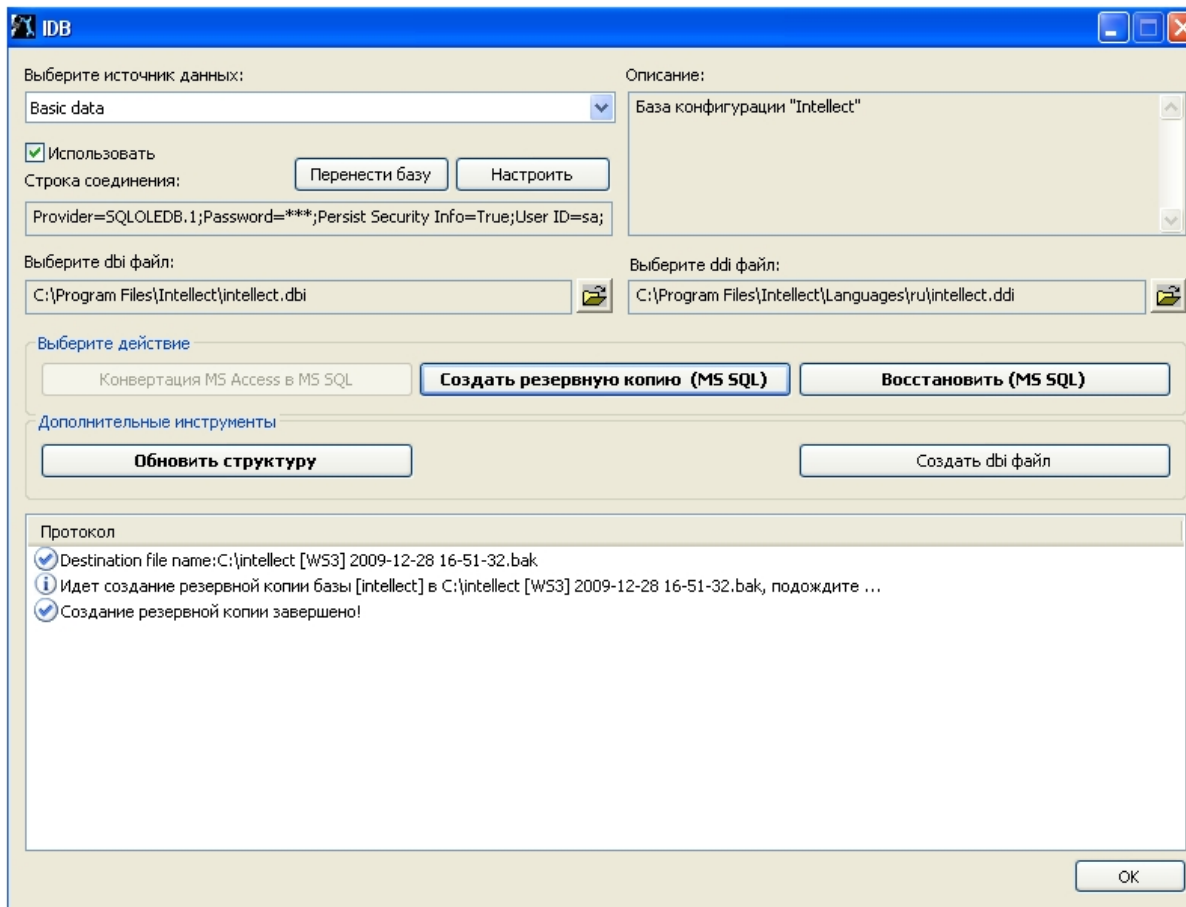 IDB
Выберите источник данных:
Описание:
Basic data
База конфигурации "Intellect"
Использовать
Строка соединения:
Перенести базу
Настроить
Provider=SQLOLEDB.1;Password=***;Persist Security Info=True;User ID=sa;
Выберите dbi файл:
Выберите ddi файл:
C:\Program Files\Intellect\intellect.dbi
C:\Program Files\Intellect\Languages\ru\intellect.ddi
Выберите действие
Конвертация MS Access в MS SQL
Создать резервную копию (MS SQL)
Восстановить (MS SQL)
Дополнительные инструменты
Обновить структуру
Создать dbi файл
Протокол
Destination file name:C:\intellect [WS3] 2009-12-28 16-51-32.bak
Идет создание резервной копии базы [intellect] в C:\intellect [WS3] 2009-12-28 16-51-32.bak, подождите ...
Создание резервной копии завершено!
OK